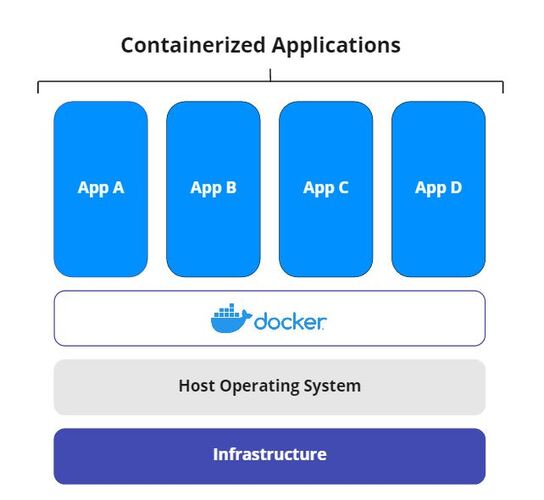 Containerized Applications
App A
App B
App C
App D
docker
Host Operating System
Infrastructure